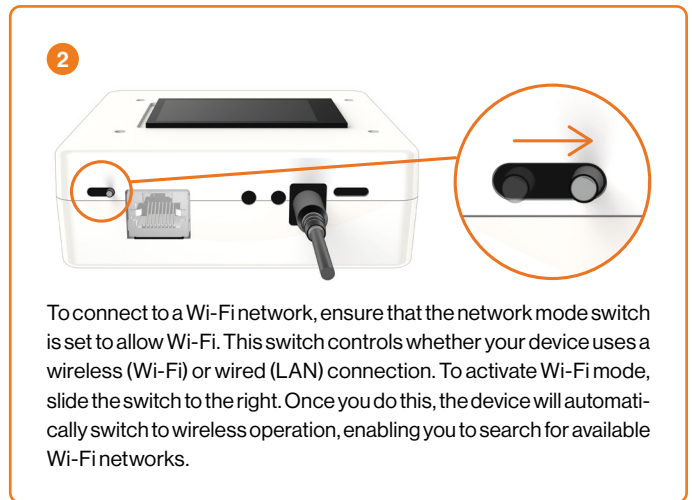 2
To connect to a Wi-Fi network, ensure that the network mode switch
is set to allow Wi-Fi. This switch controls whether your device uses a
wireless (Wi-Fi) or wired (LAN) connection. To activate Wi-Fi mode,
slide the switch to the right. Once you do this, the device will automati-
cally switch to wireless operation, enabling you to search for available
Wi-Fi networks.